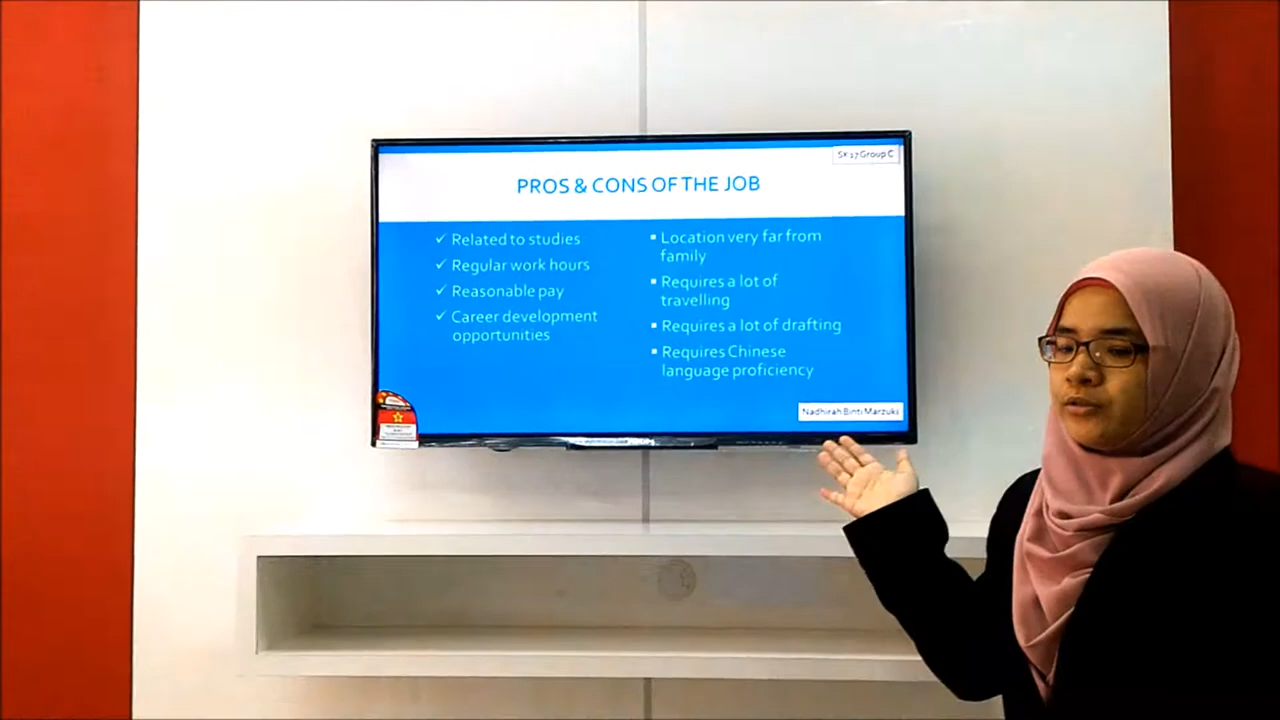 SK 17 Group C
PROS & CONS OF THE JOB
Related to studies
Regular work hours
Reasonable pay
Career development
opportunities
Location very far from
family
Requires a lot of
travelling
Requires a lot of drafting
Requires Chinese
language proficiency
Nadhirah Binti Marzuki